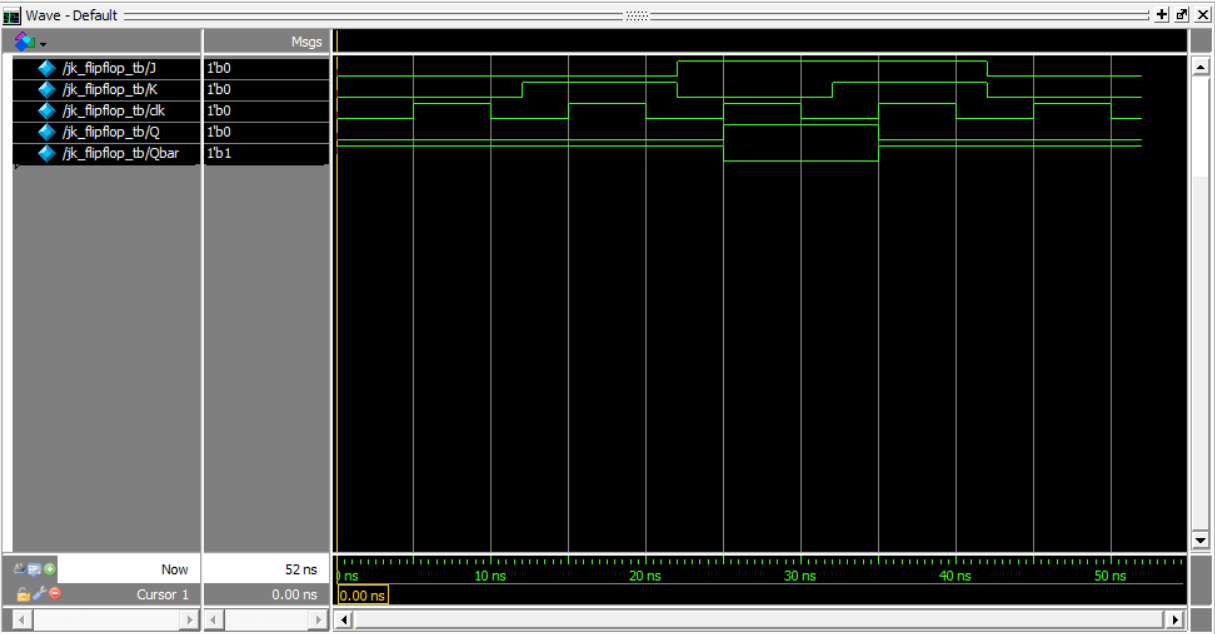 Wave - Default
Msgs
/jk_flipflop_tb/J 1'b0
/jk_flipflop_tb/K 1'b0
/jk_flipflop_tb/clk 1'b0
/jk_flipflop_tb/Q 1'b0
/jk_flipflop_tb/Qbar 1'b1
Now 52 ns 0 ns 10 ns 20 ns 30 ns 40 ns 50 ns
Cursor 1 0.00 ns 0.00 ns